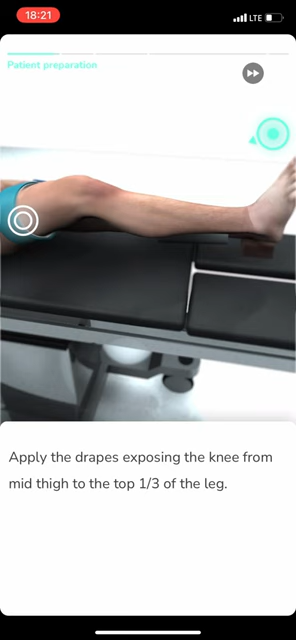 18:21
LTE
Patient preparation
Apply the drapes exposing the knee from
mid thigh to the top 1/3 of the leg.